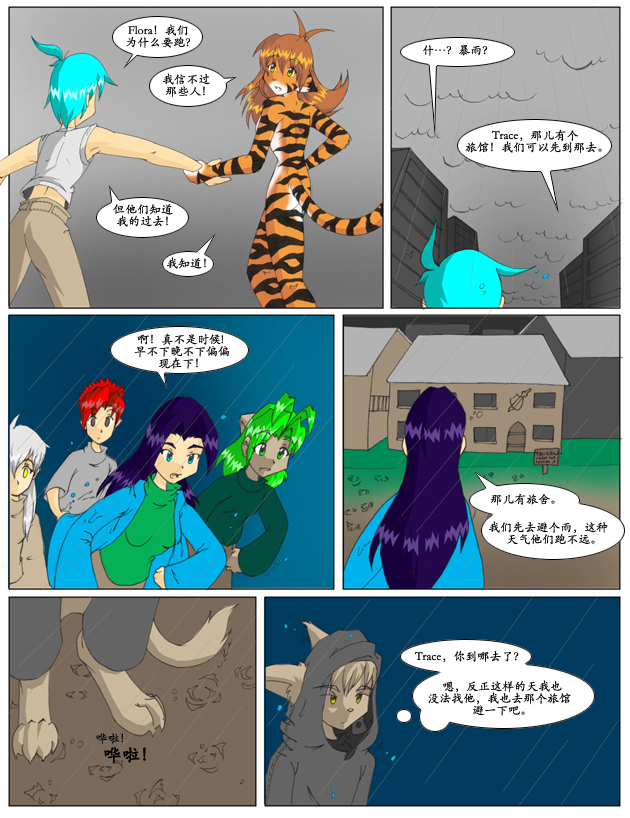 Flora！我们
为什么要跑？
我信不过
那些人！
但他们知道
我的过去！
我知道！
什…？暴雨？
Trace，那儿有个
旅馆！我们可以先到那去。
啊！真不是时候！
早不下晚不下偏偏
现在下！
TAVERN
那儿有旅舍。
我们先去避个雨，这种
天气他们跑不远。
哗啦！
哗啦！
Trace，你到哪去了？
嗯，反正这样的天我也
没法找他，我也去那个旅馆
避一下吧。